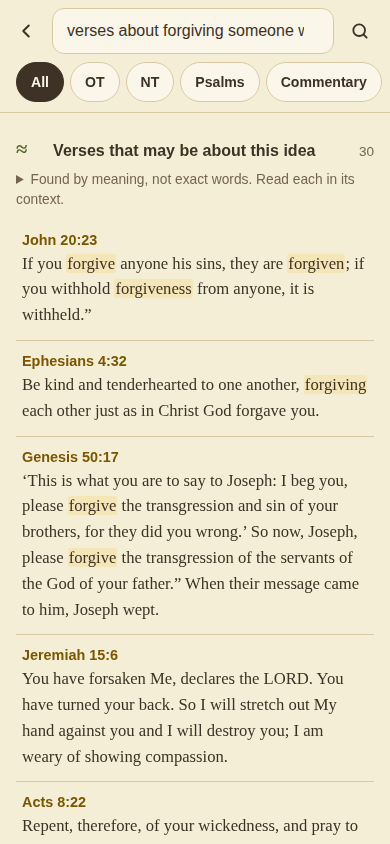 verses about forgiving someone w
All
OT
NT
Psalms
Commentary
≈ Verses that may be about this idea 30
▶ Found by meaning, not exact words. Read each in its
context.
John 20:23
If you forgive anyone his sins, they are forgiven; if
you withhold forgiveness from anyone, it is
withheld.”
Ephesians 4:32
Be kind and tenderhearted to one another, forgiving
each other just as in Christ God forgave you.
Genesis 50:17
‘This is what you are to say to Joseph: I beg you,
please forgive the transgression and sin of your
brothers, for they did you wrong.’ So now, Joseph,
please forgive the transgression of the servants of
the God of your father.” When their message came
to him, Joseph wept.
Jeremiah 15:6
You have forsaken Me, declares the LORD. You
have turned your back. So I will stretch out My
hand against you and I will destroy you; I am
weary of showing compassion.
Acts 8:22
Repent, therefore, of your wickedness, and pray to